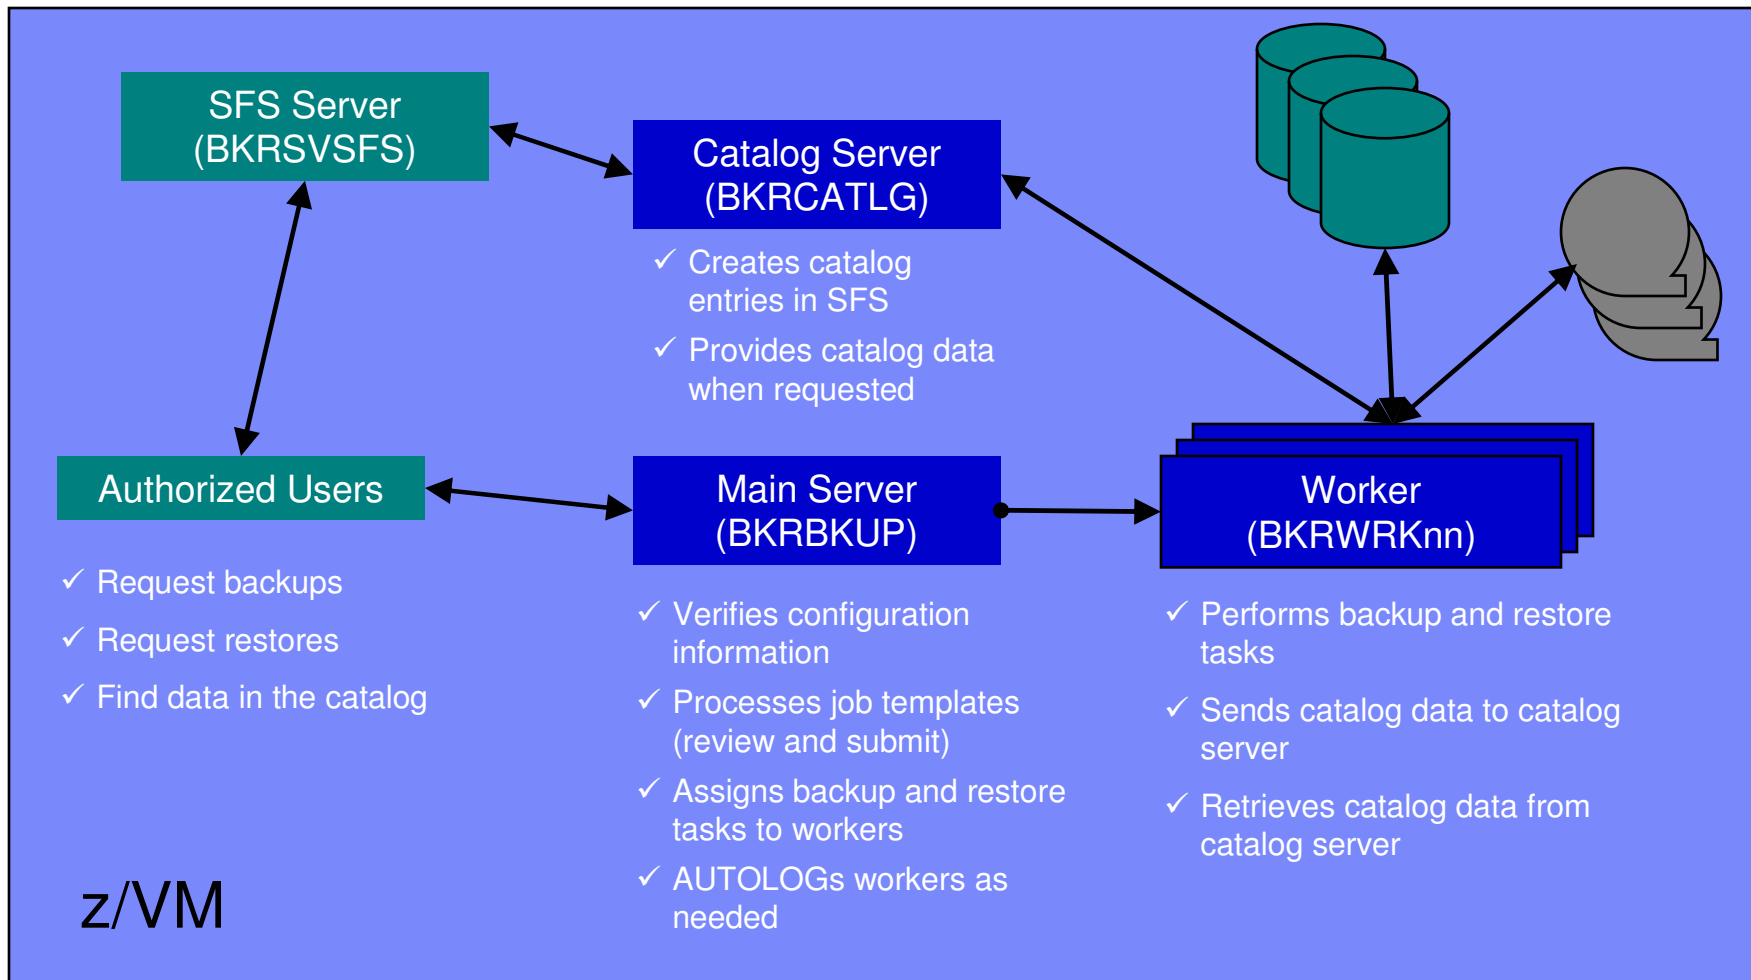 SFS Server
(BKRSVSFS)
Catalog Server
(BKRCATLG)
✓ Creates catalog
entries in SFS
✓ Provides catalog data
when requested
Authorized Users
✓ Request backups
✓ Request restores
✓ Find data in the catalog
Main Server
(BKRBKUP)
✓ Verifies configuration
information
✓ Processes job templates
(review and submit)
✓ Assigns backup and restore
tasks to workers
✓ AUTOLOGs workers as
needed
Worker
(BKRWRKnn)
✓ Performs backup and restore
tasks
✓ Sends catalog data to catalog
server
✓ Retrieves catalog data from
catalog server
z/VM